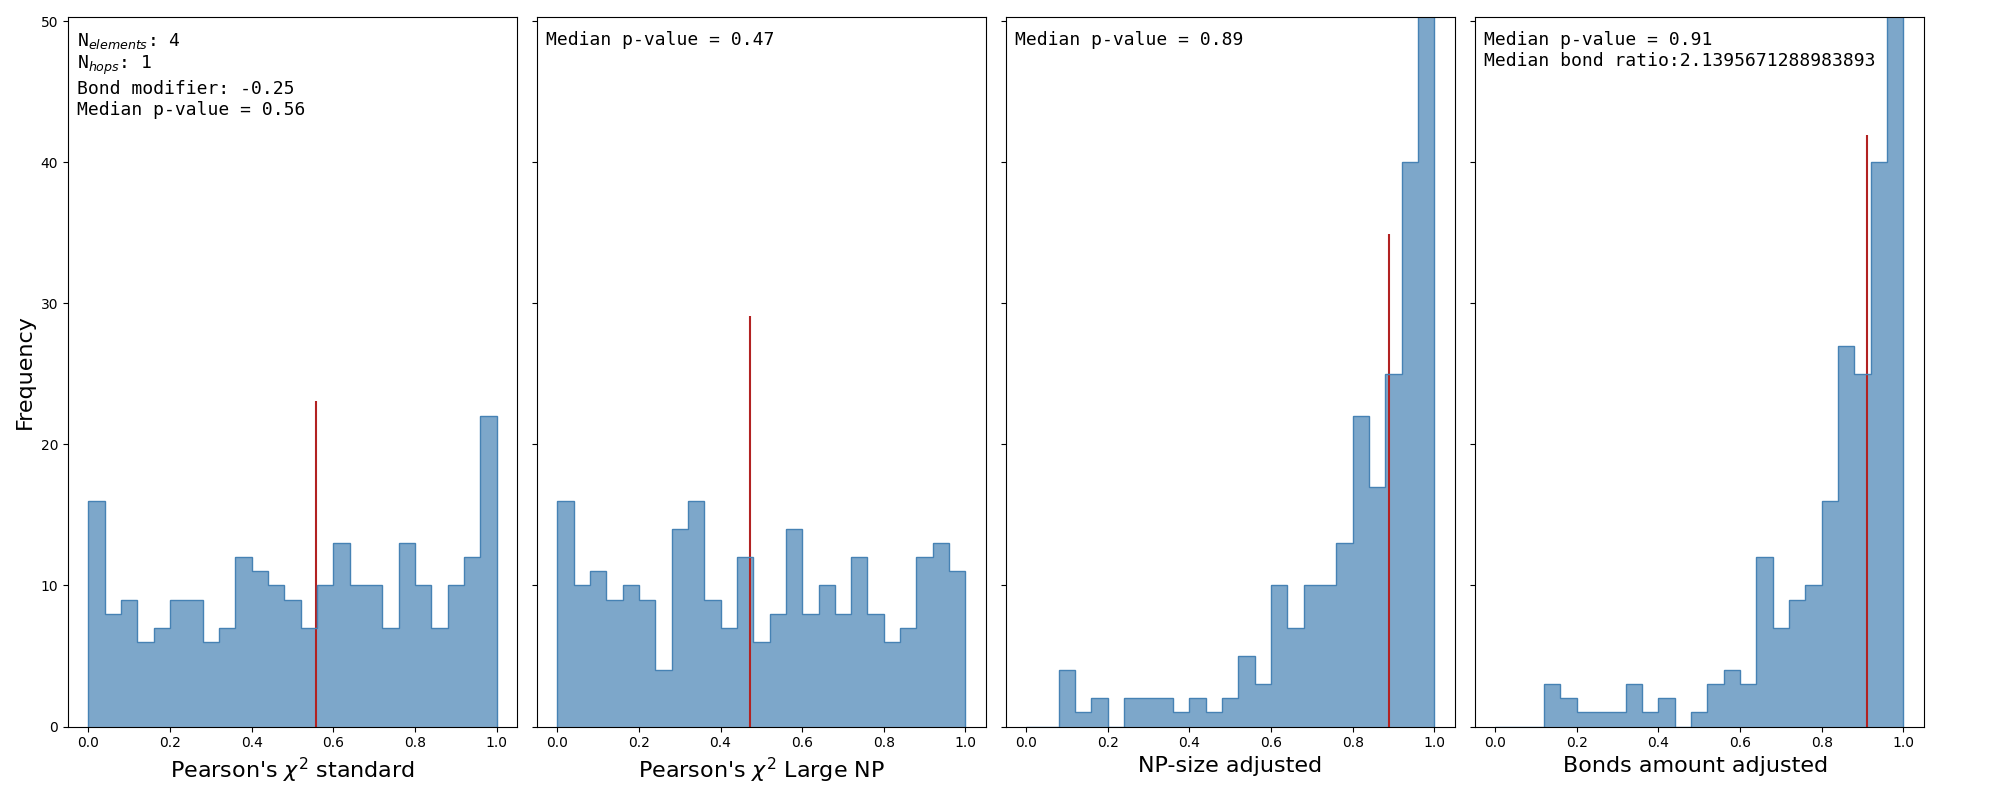 N_elements: 4
N_hops: 1
Bond modifier: -0.25
Median p-value = 0.56
Median p-value = 0.47
Median p-value = 0.89
Median p-value = 0.91
Median bond ratio:2.1395671288983893
Frequency
50
40
30
20
10
0
0.0 0.2 0.4 0.6 0.8 1.0
0.0 0.2 0.4 0.6 0.8 1.0
0.0 0.2 0.4 0.6 0.8 1.0
0.0 0.2 0.4 0.6 0.8 1.0
Pearson's χ² standard
Pearson's χ² Large NP
NP-size adjusted
Bonds amount adjusted